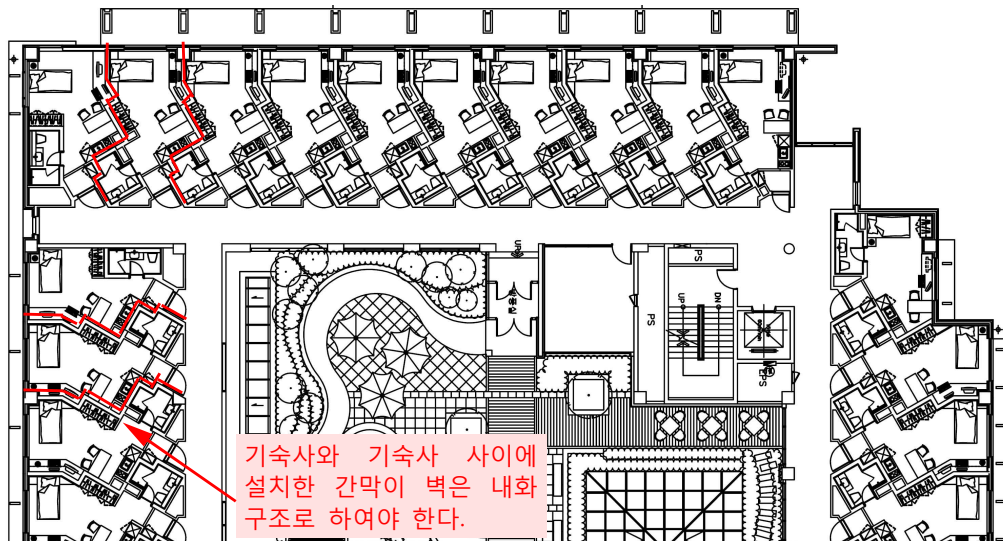 PS
UP
PS
UP
DN
EPS
기숙사와 기숙사 사이에
설치한 간막이 벽은 내화
구조로 하여야 한다.